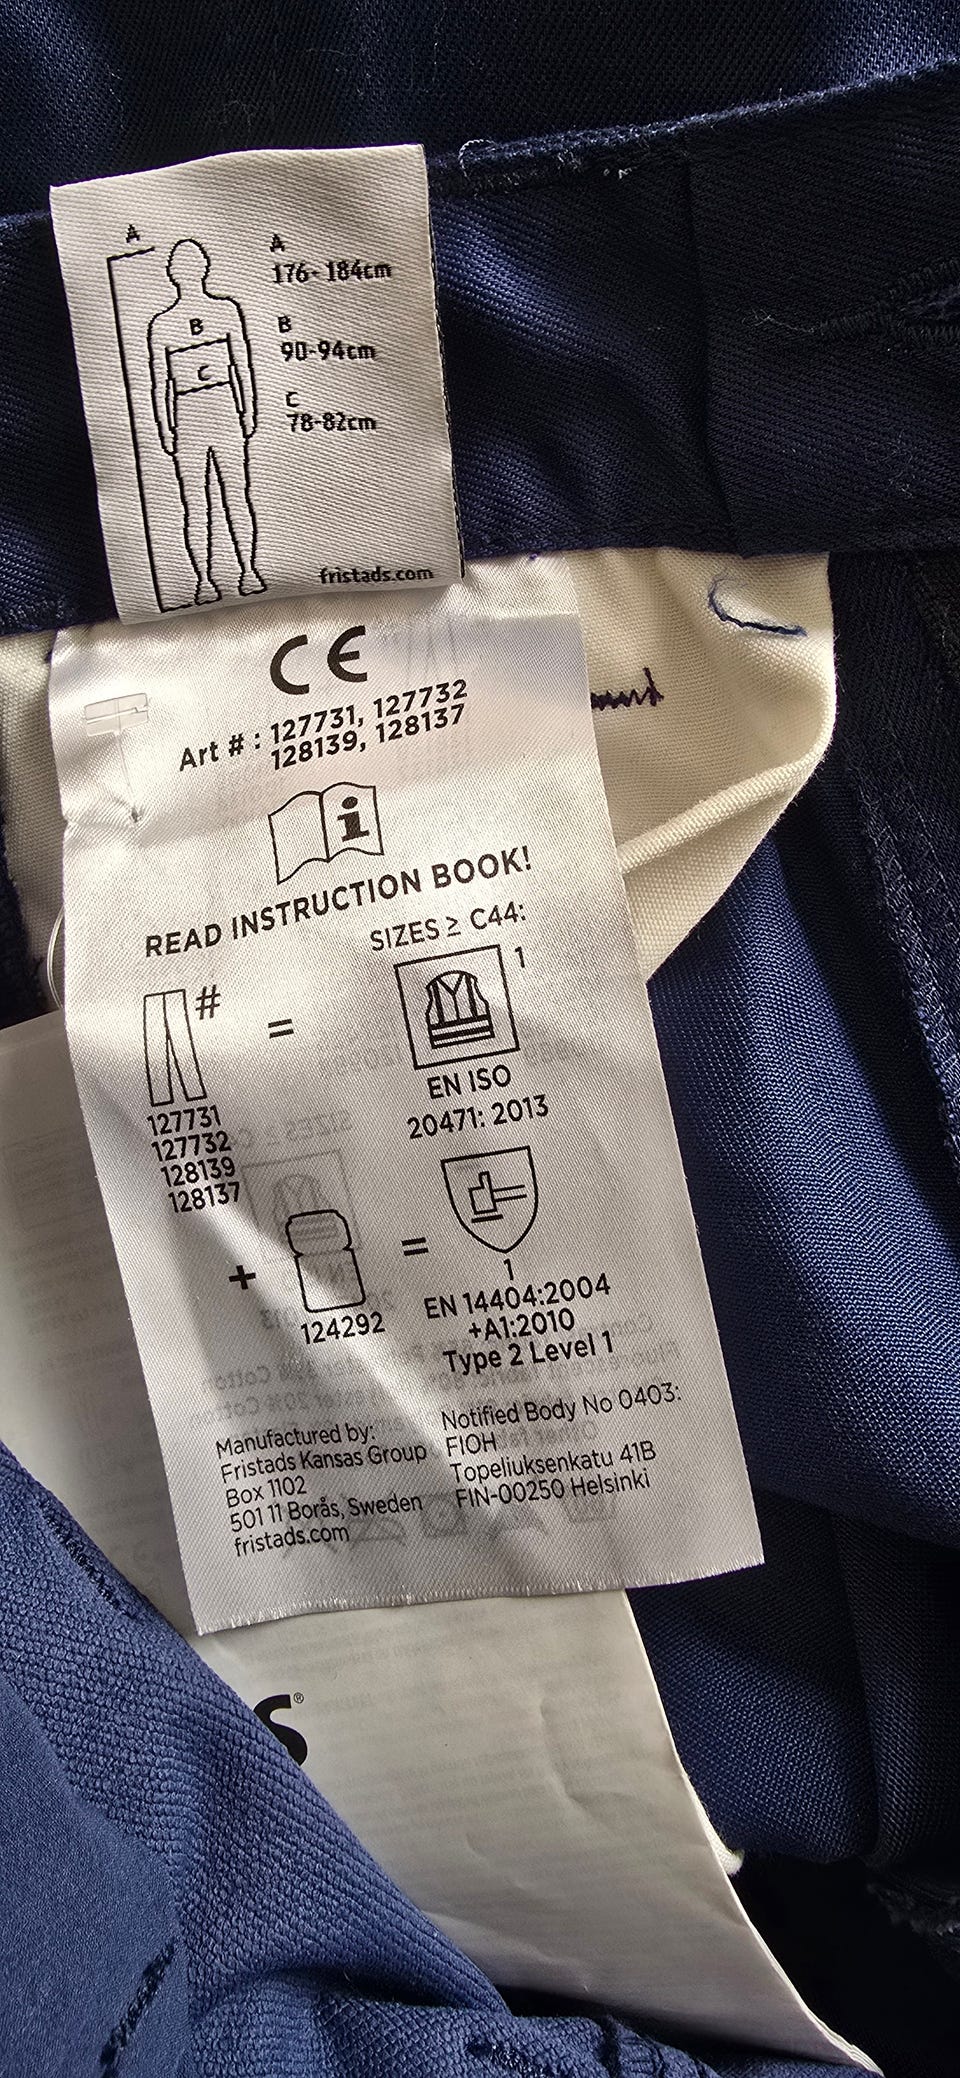 A
A
176-184cm
B
B
90-94cm
C
C
78-82cm
fristads.com
CE
Art # : 127731, 127732
128139, 128137
i
READ INSTRUCTION BOOK!
SIZES ≥ C44:
#
=
1
127731
127732
128139
128137
EN ISO
20471: 2013
+
124292
=
1
EN 14404:2004
+A1:2010
Type 2 Level 1
Manufactured by:
Fristads Kansas Group
Box 1102
501 11 Borås, Sweden
fristads.com
Notified Body No 0403:
FIOH
Topeliuksenkatu 41B
FIN-00250 Helsinki
S®